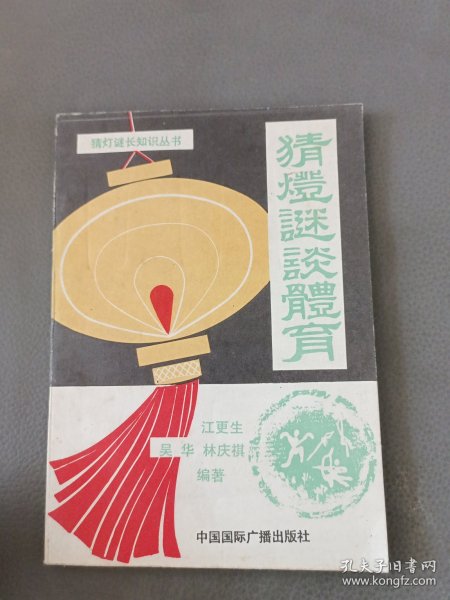 猜灯谜长知识丛书
猜燈謎談體育
江更生
吴华 林庆祺
编著
中国国际广播出版社
孔夫子旧书网
www.kongfz.com